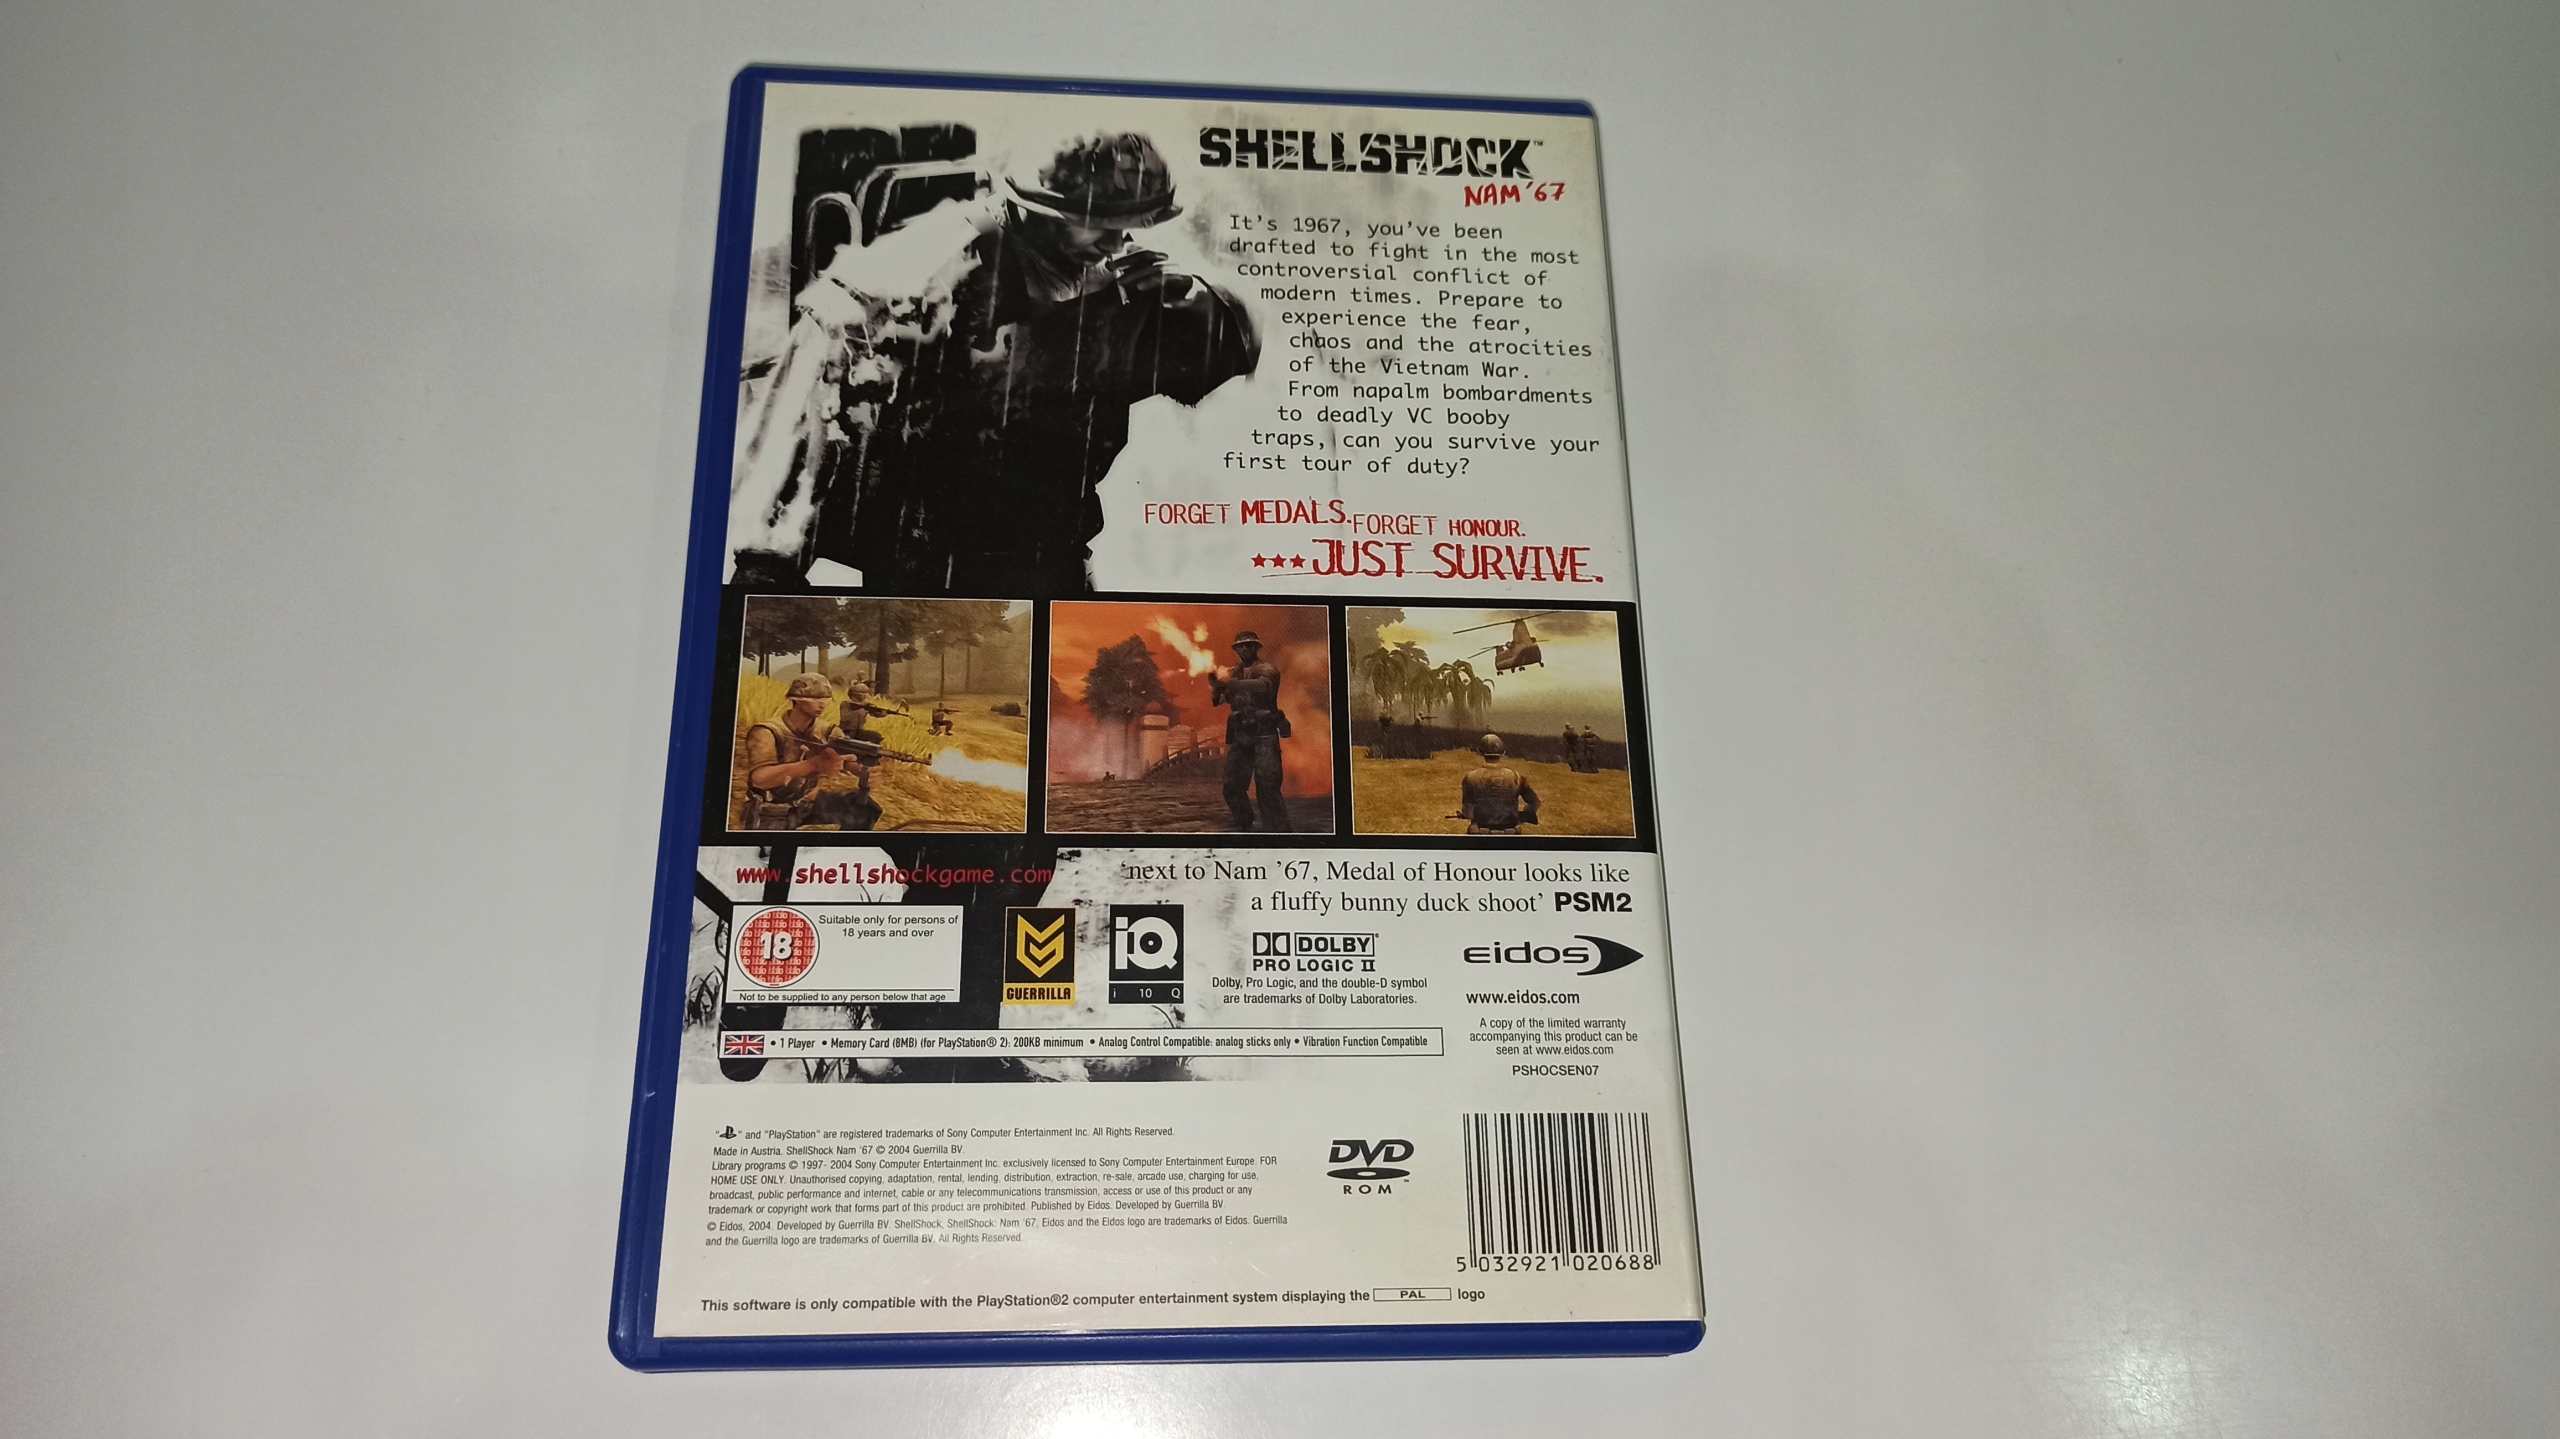 SHELLSHOCK™
NAM '67
It's 1967, you've been
drafted to fight in the most
controversial conflict of
modern times. Prepare to
experience the fear,
chaos and the atrocities
of the Vietnam War.
From napalm bombardments
to deadly VC booby
traps, can you survive your
first tour of duty?
FORGET MEDALS. FORGET HONOUR.
JUST SURVIVE.
www.shellshockgame.com
'next to Nam '67, Medal of Honour looks like
a fluffy bunny duck shoot' PSM2
18
Suitable only for persons of
18 years and over
Not to be supplied to any person below that age
GUERRILLA
iQ
i 10 Q
DOLBY
PRO LOGIC II
Dolby, Pro Logic, and the double-D symbol
are trademarks of Dolby Laboratories.
eidos
www.eidos.com
A copy of the limited warranty
accompanying this product can be
seen at www.eidos.com
PSHOCSEN07
• 1 Player • Memory Card (8MB) (for PlayStation® 2): 200KB minimum • Analog Control Compatible: analog sticks only • Vibration Function Compatible
" " and "PlayStation" are registered trademarks of Sony Computer Entertainment Inc. All Rights Reserved.
Made in Austria. ShellShock Nam '67 © 2004 Guerrilla BV.
Library programs © 1997- 2004 Sony Computer Entertainment Inc. exclusively licensed to Sony Computer Entertainment Europe. FOR
HOME USE ONLY. Unauthorised copying, adaptation, rental, lending, distribution, extraction, re-sale, arcade use, charging for use,
broadcast, public performance and internet, cable or any telecommunications transmission, access or use of this product or any
trademark or copyright work that forms part of this product are prohibited. Published by Eidos. Developed by Guerrilla BV.
© Eidos, 2004. Developed by Guerrilla BV. ShellShock, ShellShock: Nam '67, Eidos and the Eidos logo are trademarks of Eidos. Guerrilla
and the Guerrilla logo are trademarks of Guerrilla BV. All Rights Reserved.
DVD
ROM
5 032921 020688
This software is only compatible with the PlayStation®2 computer entertainment system displaying the PAL logo